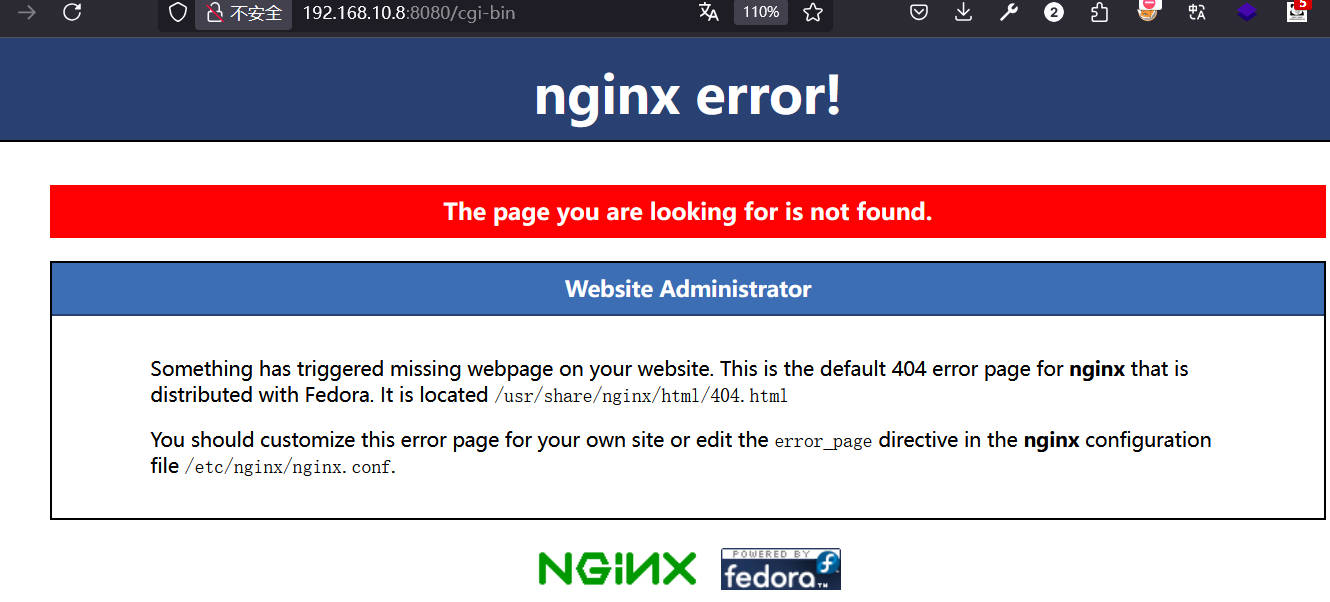 不安全 192.168.10.8:8080/cgi-bin 110% 2 5
nginx error!
The page you are looking for is not found.
Website Administrator
Something has triggered missing webpage on your website. This is the default 404 error page for nginx that is
distributed with Fedora. It is located /usr/share/nginx/html/404.html
You should customize this error page for your own site or edit the error_page directive in the nginx configuration
file /etc/nginx/nginx.conf.
NGINX POWERED BY
fedora™